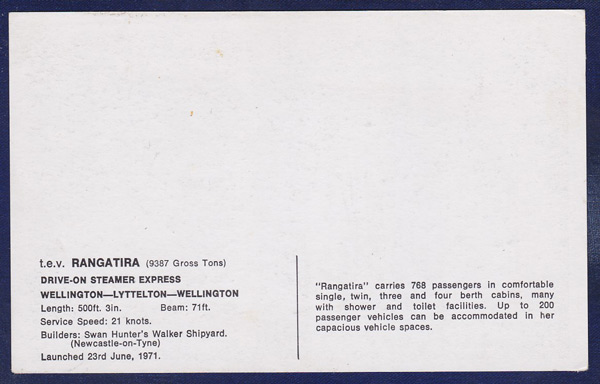 t.e.v. RANGATIRA (9387 Gross Tons)
DRIVE-ON STEAMER EXPRESS
WELLINGTON—LYTTELTON—WELLINGTON
Length: 500ft. 3in. Beam: 71ft.
Service Speed: 21 knots.
Builders: Swan Hunter's Walker Shipyard.
(Newcastle-on-Tyne)
Launched 23rd June, 1971.
"Rangatira" carries 768 passengers in comfortable
single, twin, three and four berth cabins, many
with shower and toilet facilities. Up to 200
passenger vehicles can be accommodated in her
capacious vehicle spaces.